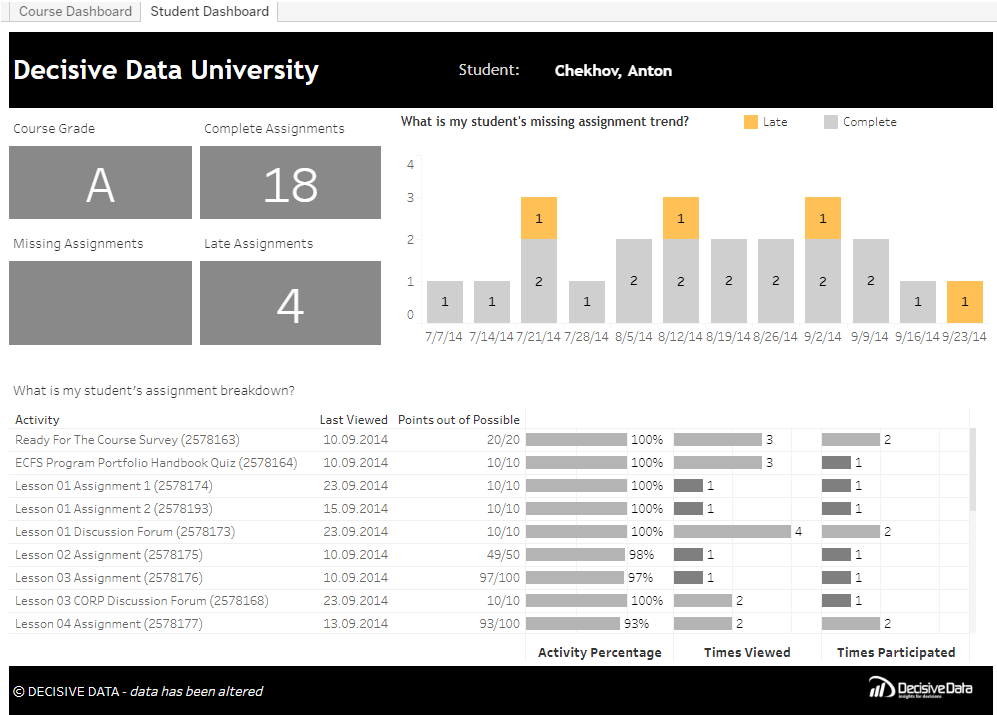 Course Dashboard Student Dashboard
Decisive Data University Student: Chekhov, Anton
Course Grade Complete Assignments
A 18
Missing Assignments Late Assignments
4
What is my student's missing assignment trend? Late Complete
4
3
2
1
0
1 1 1 2 1 2 1 2 2 2 1 2 2 1 1
7/7/14 7/14/14 7/21/14 7/28/14 8/5/14 8/12/14 8/19/14 8/26/14 9/2/14 9/9/14 9/16/14 9/23/14
What is my student's assignment breakdown?
Activity Last Viewed Points out of Possible
Ready For The Course Survey (2578163) 10.09.2014 20/20 100% 3 2
ECFS Program Portfolio Handbook Quiz (2578164) 10.09.2014 10/10 100% 3 1
Lesson 01 Assignment 1 (2578174) 23.09.2014 10/10 100% 1 1
Lesson 01 Assignment 2 (2578193) 15.09.2014 10/10 100% 1 1
Lesson 01 Discussion Forum (2578173) 23.09.2014 10/10 100% 4 2
Lesson 02 Assignment (2578175) 10.09.2014 49/50 98% 1 1
Lesson 03 Assignment (2578176) 10.09.2014 97/100 97% 1 1
Lesson 03 CORP Discussion Forum (2578168) 23.09.2014 10/10 100% 2 1
Lesson 04 Assignment (2578177) 13.09.2014 93/100 93% 2 2
Activity Percentage Times Viewed Times Participated
© DECISIVE DATA - data has been altered
DecisiveData
insights for decisions